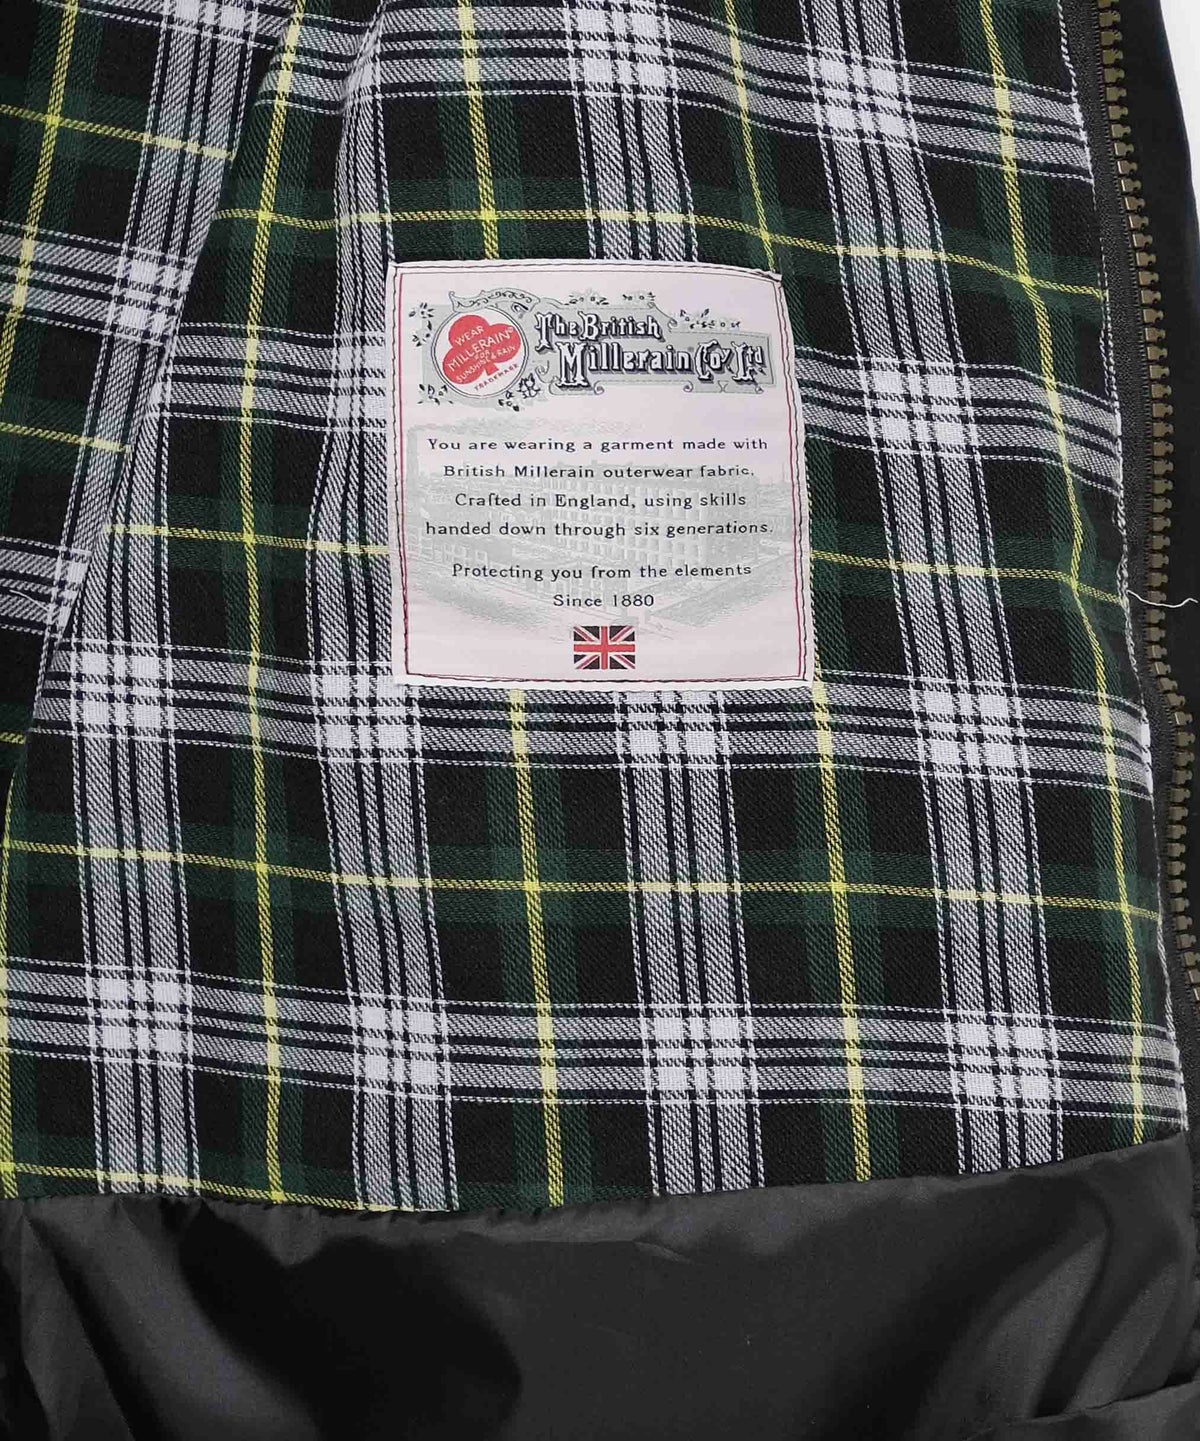 WEAR
MILLERAIN®
FOR
SUNSHINE & RAIN
TRADEMARK
The British
Millerain Co. Ltd
You are wearing a garment made with
British Millerain outerwear fabric.
Crafted in England, using skills
handed down through six generations.
Protecting you from the elements
Since 1880